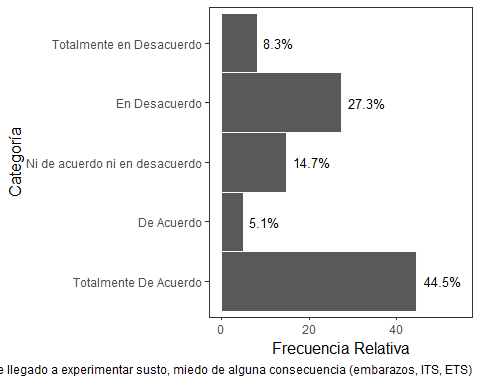 Totalmente en Desacuerdo
8.3%
En Desacuerdo
27.3%
Ni de acuerdo ni en desacuerdo
14.7%
De Acuerdo
5.1%
Totalmente De Acuerdo
44.5%
Categoría
0 20 40
Frecuencia Relativa
llegado a experimentar susto, miedo de alguna consecuencia (embarazos, ITS, ETS)